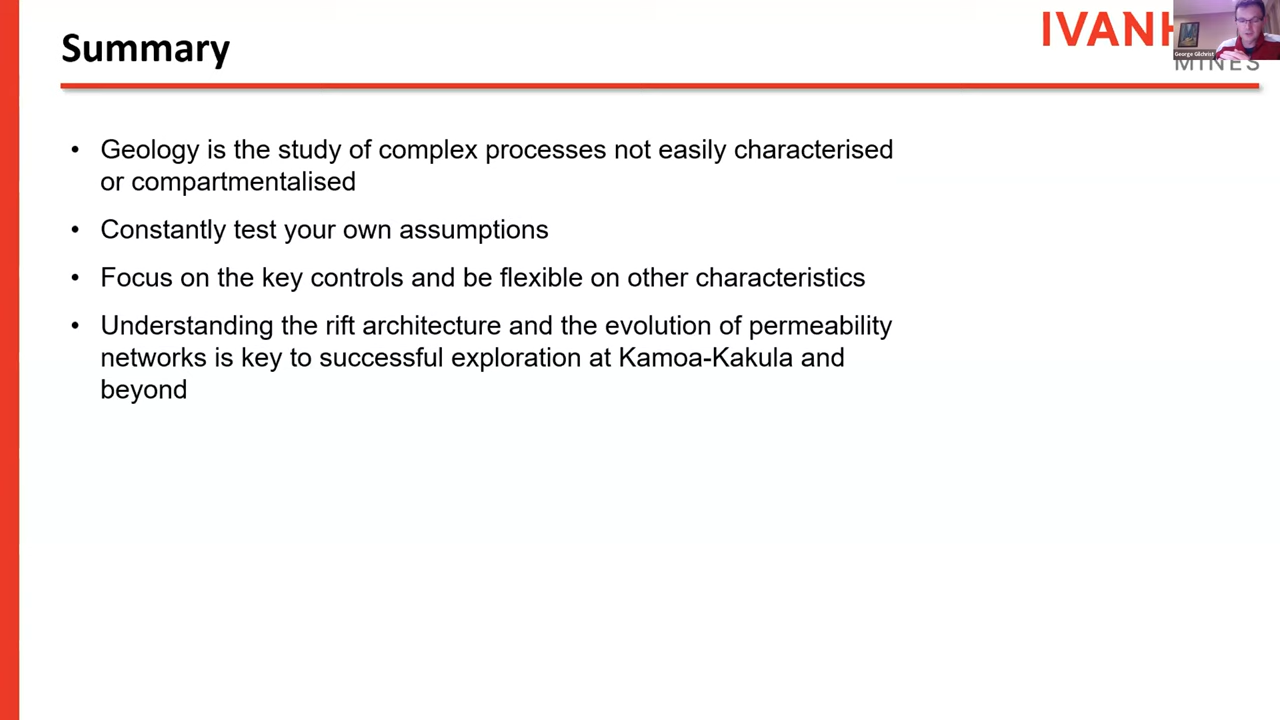 Summary
IVANH
George Gilchrist
MINES
• Geology is the study of complex processes not easily characterised
or compartmentalised
• Constantly test your own assumptions
• Focus on the key controls and be flexible on other characteristics
• Understanding the rift architecture and the evolution of permeability
networks is key to successful exploration at Kamoa-Kakula and
beyond